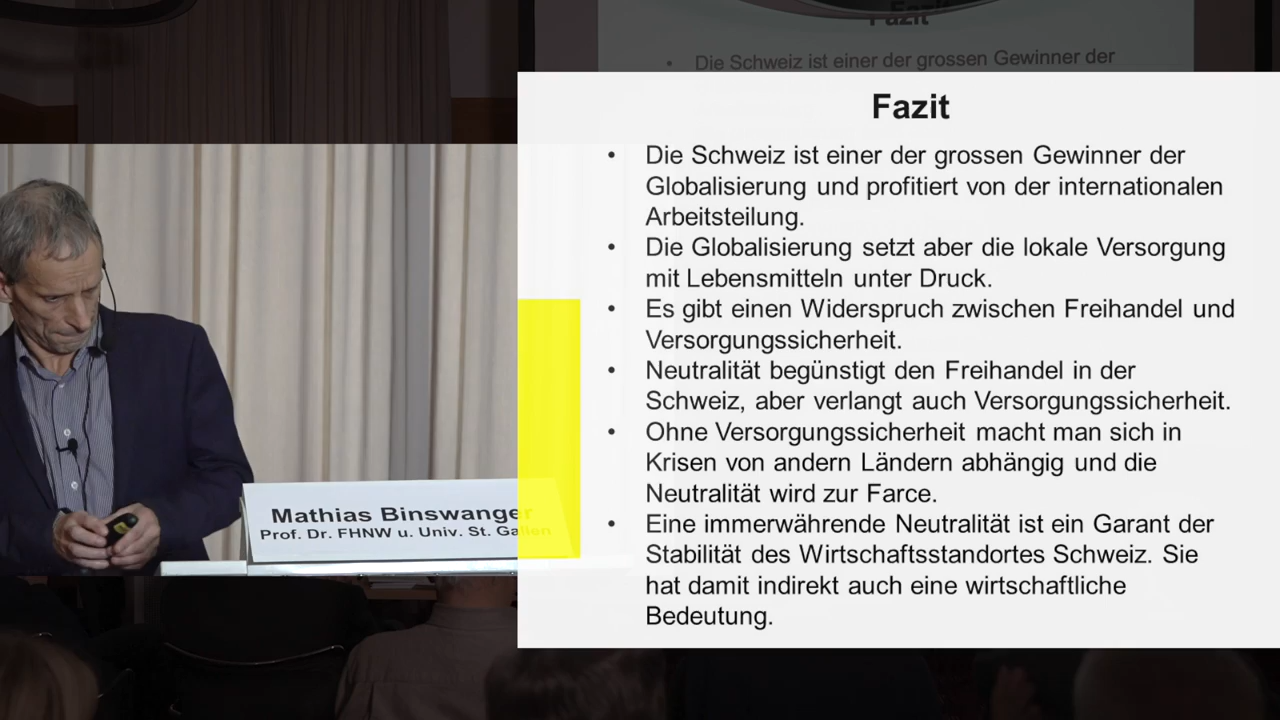 Fazit
• Die Schweiz ist einer der grossen Gewinner der
Fazit
• Die Schweiz ist einer der grossen Gewinner der
Globalisierung und profitiert von der internationalen
Arbeitsteilung.
• Die Globalisierung setzt aber die lokale Versorgung
mit Lebensmitteln unter Druck.
• Es gibt einen Widerspruch zwischen Freihandel und
Versorgungssicherheit.
• Neutralität begünstigt den Freihandel in der
Schweiz, aber verlangt auch Versorgungssicherheit.
• Ohne Versorgungssicherheit macht man sich in
Krisen von andern Ländern abhängig und die
Neutralität wird zur Farce.
• Eine immerwährende Neutralität ist ein Garant der
Stabilität des Wirtschaftsstandortes Schweiz. Sie
hat damit indirekt auch eine wirtschaftliche
Bedeutung.
Mathias Binswanger
Prof. Dr. FHNW u. Univ. St. Gallen